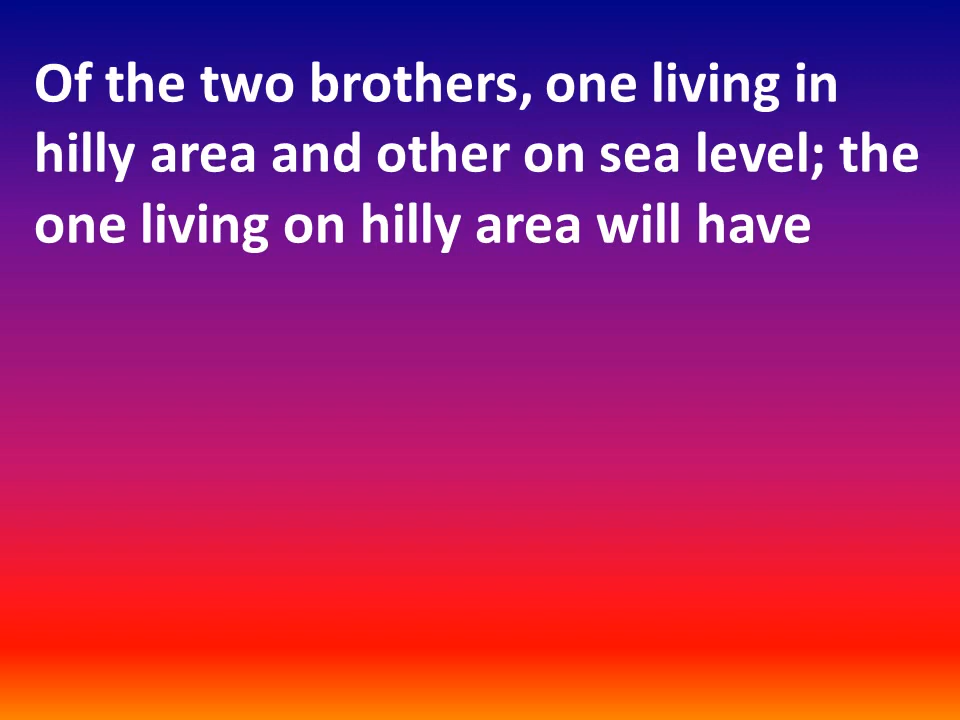 Of the two brothers, one living in
hilly area and other on sea level; the
one living on hilly area will have